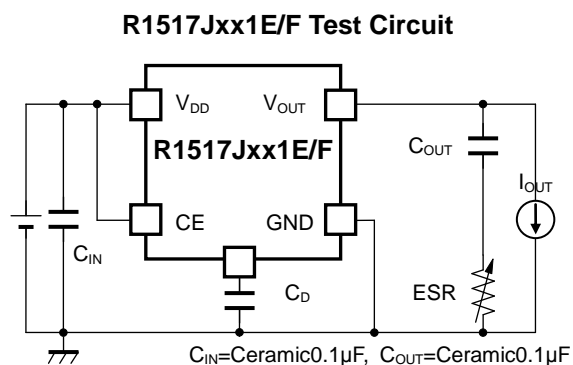 R1517Jxx1E/F Test Circuit
VDD
VOUT
R1517Jxx1E/F
COUT
IOUT
CE
GND
CIN
CD
ESR
CIN=Ceramic0.1μF, COUT=Ceramic0.1μF